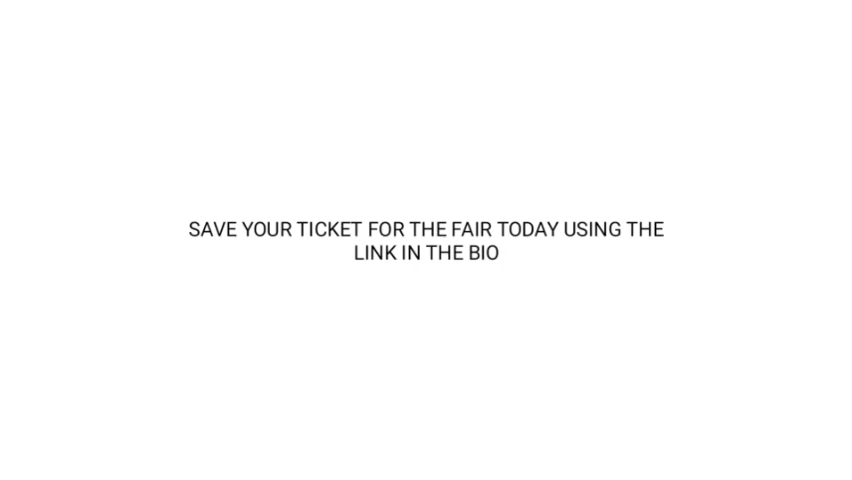 SAVE YOUR TICKET FOR THE FAIR TODAY USING THE
LINK IN THE BIO